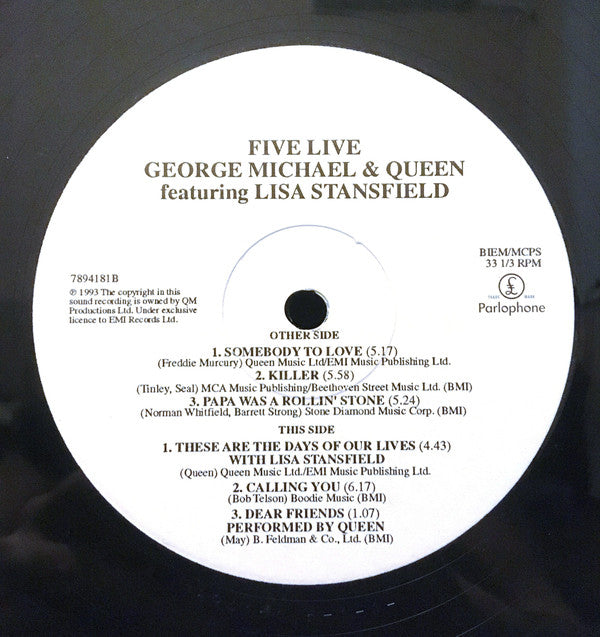 FIVE LIVE
GEORGE MICHAEL & QUEEN
featuring LISA STANSFIELD
7894181B
℗ 1993 The copyright in this
sound recording is owned by QM
Productions Ltd. Under exclusive
licence to EMI Records Ltd.
BIEM/MCPS
33 1/3 RPM
£
TRADE MARK
Parlophone
OTHER SIDE
1. SOMEBODY TO LOVE (5.17)
(Freddie Murcury) Queen Music Ltd/EMI Music Publishing Ltd.
2. KILLER (5.58)
(Tinley, Seal) MCA Music Publishing/Beethoven Street Music Ltd. (BMI)
3. PAPA WAS A ROLLIN' STONE (5.24)
(Norman Whitfield, Barrett Strong) Stone Diamond Music Corp. (BMI)
THIS SIDE
1. THESE ARE THE DAYS OF OUR LIVES (4.43)
WITH LISA STANSFIELD
(Queen) Queen Music Ltd./EMI Music Publishing Ltd.
2. CALLING YOU (6.17)
(Bob Telson) Boodie Music (BMI)
3. DEAR FRIENDS (1.07)
PERFORMED BY QUEEN
(May) B. Feldman & Co., Ltd. (BMI)